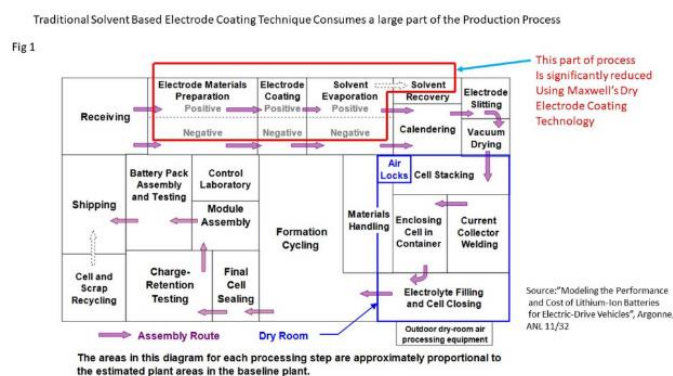 Traditional Solvent Based Electrode Coating Technique Consumes a large part of the Production Process
Fig 1
This part of process
Is significantly reduced
Using Maxwell's Dry
Electrode Coating
Technology
Receiving
Electrode Materials
Preparation
Positive
Negative
Electrode
Coating
Positive
Negative
Solvent
Evaporation
Positive
Negative
Solvent
Recovery
Calendering
Electrode
Slitting
Vacuum
Drying
Air
Locks
Cell Stacking
Shipping
Battery Pack
Assembly
and Testing
Control
Laboratory
Module
Assembly
Formation
Cycling
Materials
Handling
Enclosing
Cell in
Container
Current
Collector
Welding
Cell and
Scrap
Recycling
Charge-
Retention
Testing
Final
Cell
Sealing
Electrolyte Filling
and Cell Closing
Source:"Modeling the Performance
and Cost of Lithium-Ion Batteries
for Electric-Drive Vehicles", Argonne,
ANL 11/32
Assembly Route
Dry Room
Outdoor dry-room air
processing equipment
The areas in this diagram for each processing step are approximately proportional to
the estimated plant areas in the baseline plant.